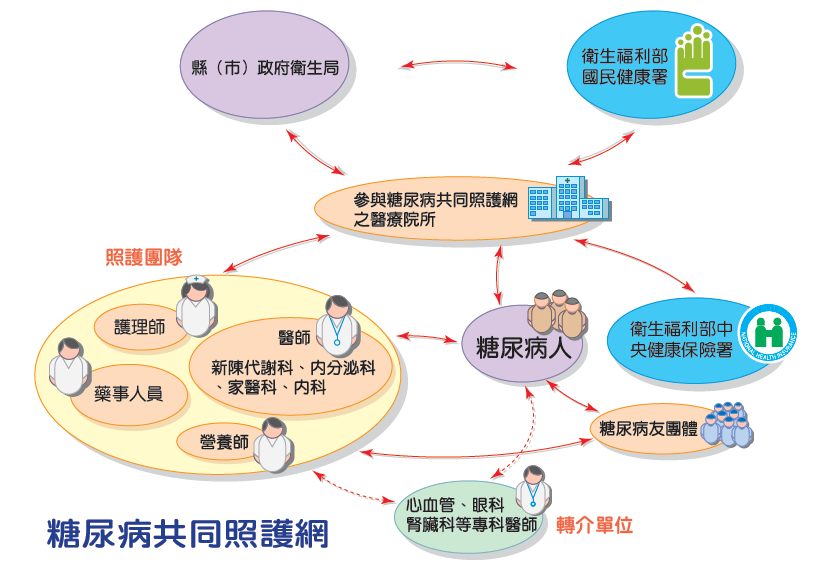 縣（市）政府衛生局
衛生福利部
國民健康署
參與糖尿病共同照護網
之醫療院所
照護團隊
護理師
醫師
新陳代謝科、內分泌科
、家醫科、內科
藥事人員
營養師
糖尿病人
衛生福利部中
央健康保險署
NATIONAL HEALTH INSURANCE
糖尿病友團體
心血管、眼科
腎臟科等專科醫師
轉介單位
糖尿病共同照護網